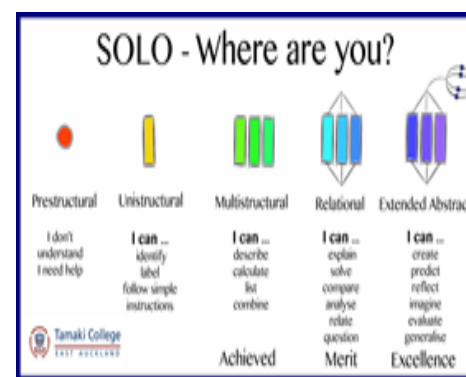 SOLO - Where are you?
Prestructural
I don't
understand
I need help
Unistructural
I can ...
identify
label
follow simple
instructions
Multistructural
I can ...
describe
calculate
list
combine
Achieved
Relational
I can ...
explain
solve
compare
analyse
relate
question
Merit
Extended Abstrac
I can ...
create
predict
reflect
imagine
evaluate
generalise
Excellence
Tamaki College
EAST AUCKLAND